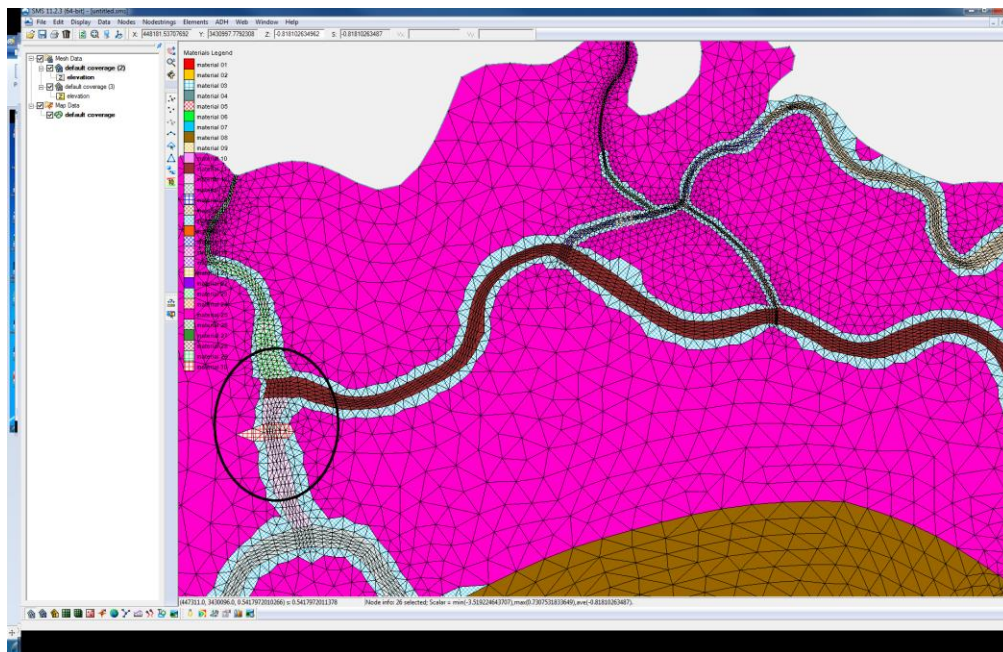 SMS 11.2.3 (64-bit) - [untitled.sms]
File Edit Display Data Nodes Nodestrings Elements ADH Web Window Help
X: 448181.53707692 Y: 3430997.7792308 Z: -0.818102634962 S: -0.81810263487
Mesh Data
default coverage (2)
elevation
default coverage (3)
elevation
Map Data
default coverage
Materials Legend
material 01
material 02
material 03
material 04
material 05
material 06
material 07
material 08
material 09
material 10
(447311.0, 3430096.0, 0.5417972010266) s: 0.5417972011378
Node info: 26 selected; Scalar = min(-3.519224643707),max(0.7307531833649),ave(-0.81810263487).